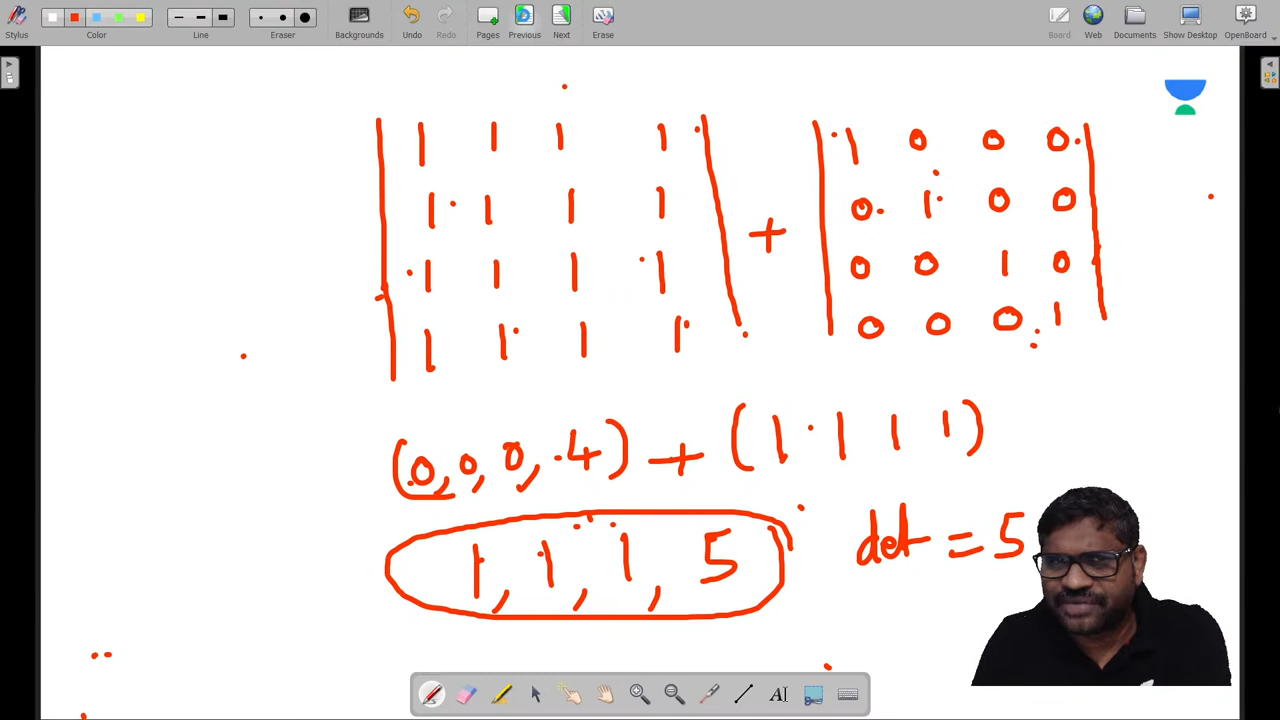 Stylus Color Line Eraser Backgrounds Undo Redo Pages Previous Next Erase Board Web Documents Show Desktop OpenBoard
1 1 1 1 1 0 0 0
1 1 1 1 + 0 1 0 0
1 1 1 1 0 0 1 0
1 1 1 1 0 0 0 1
(0, 0, 0, 4) + (1 1 1 1)
1, 1, 1, 5 det = 5